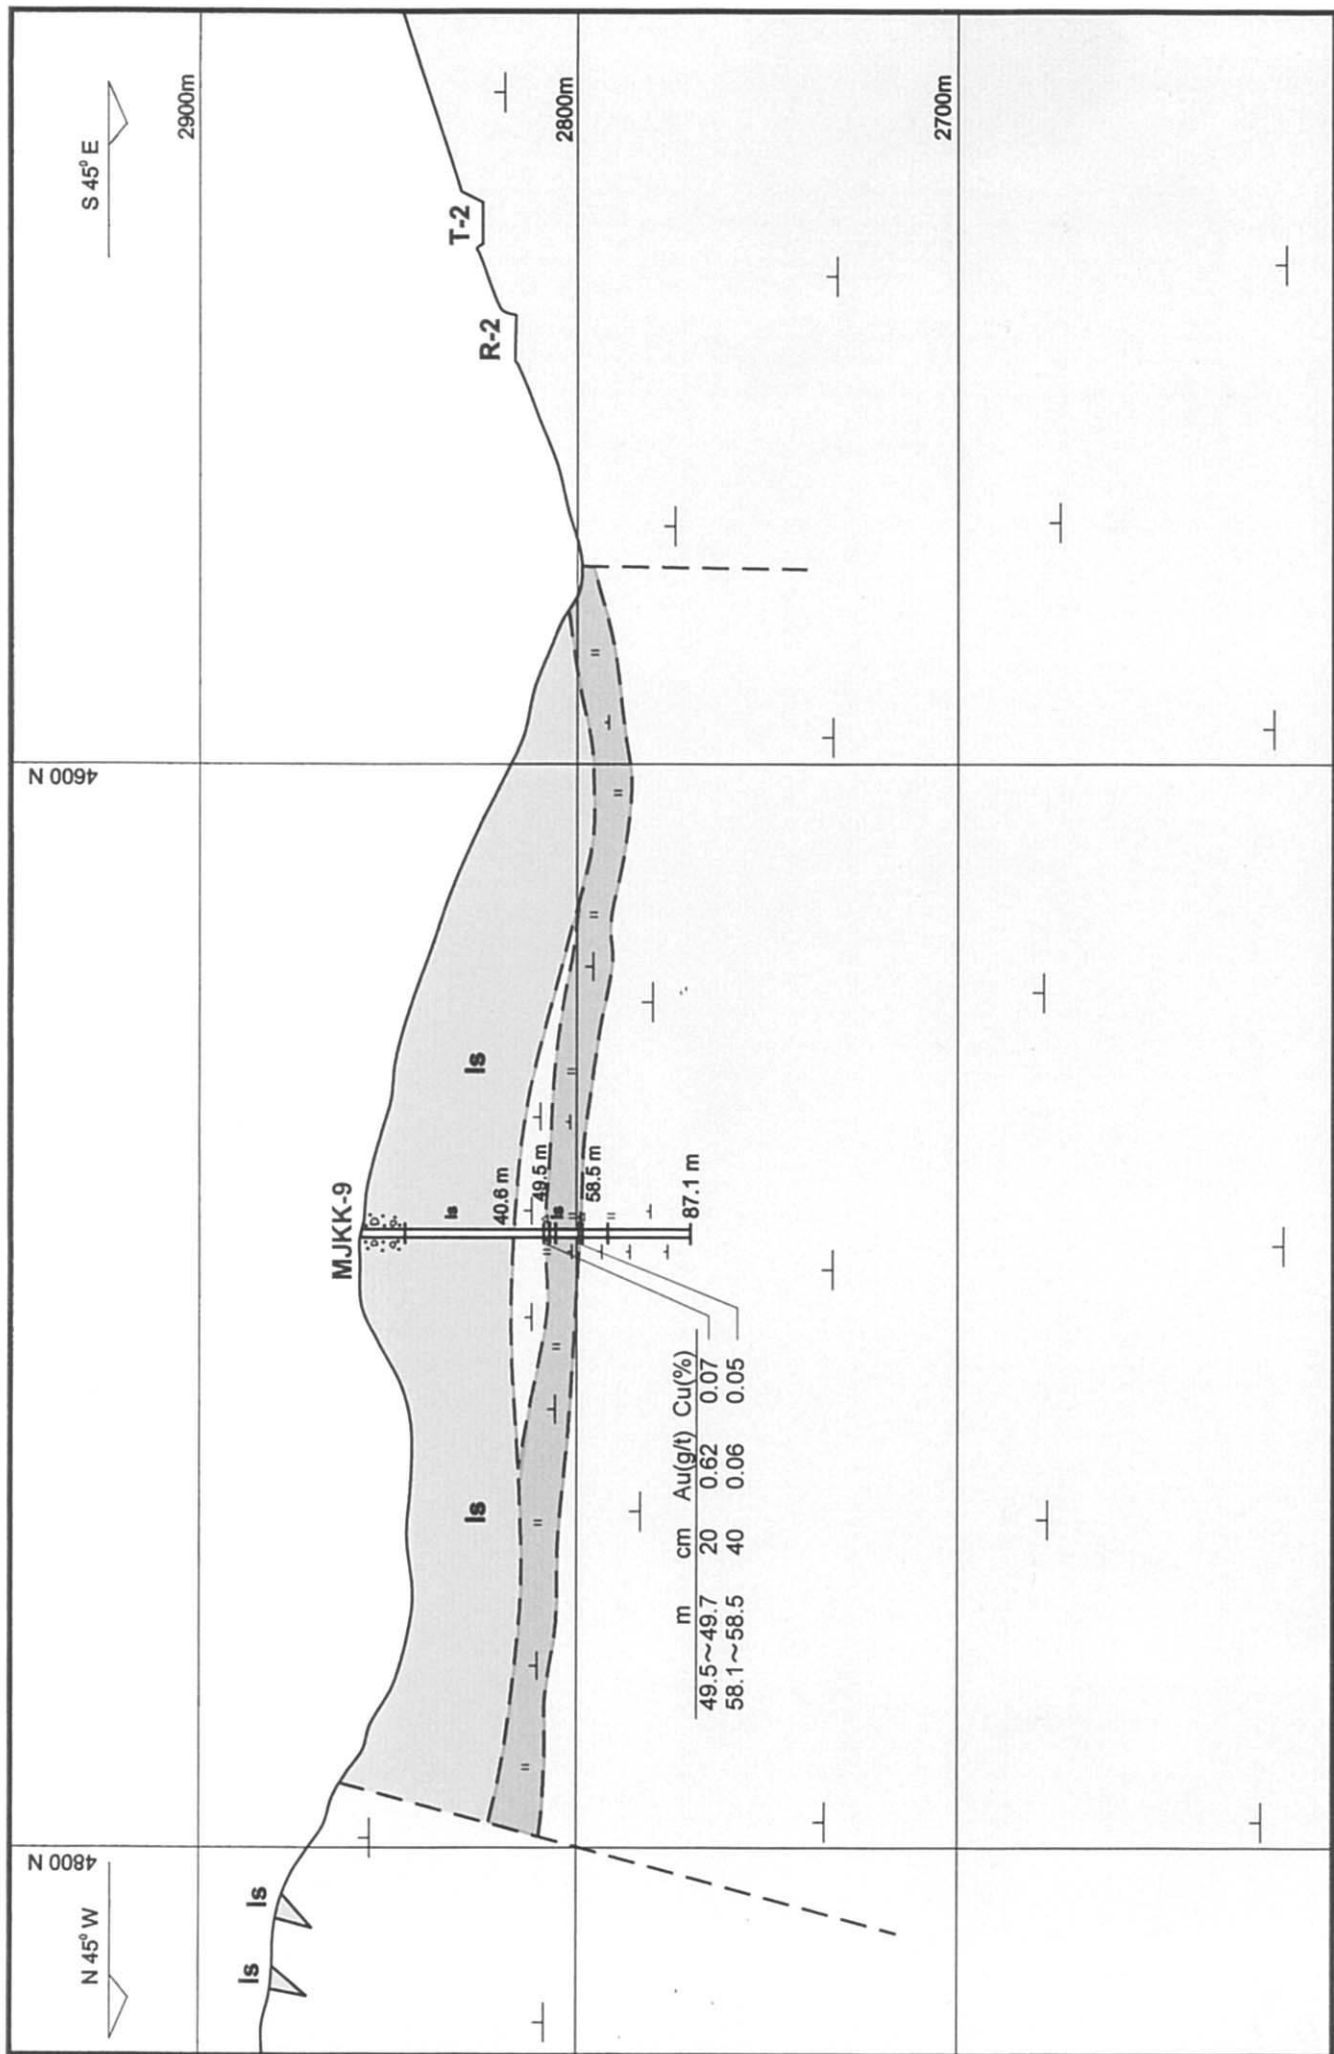 N 45° W
S 45° E
4800 N
4600 N
2900m
2800m
2700m
ls
ls
ls
ls
MJKK-9
R-2
T-2
ls
40.6 m
49.5 m
ls
58.5 m
87.1 m
m cm Au(g/t) Cu(%)
49.5~49.7 20 0.62 0.07
58.1~58.5 40 0.06 0.05